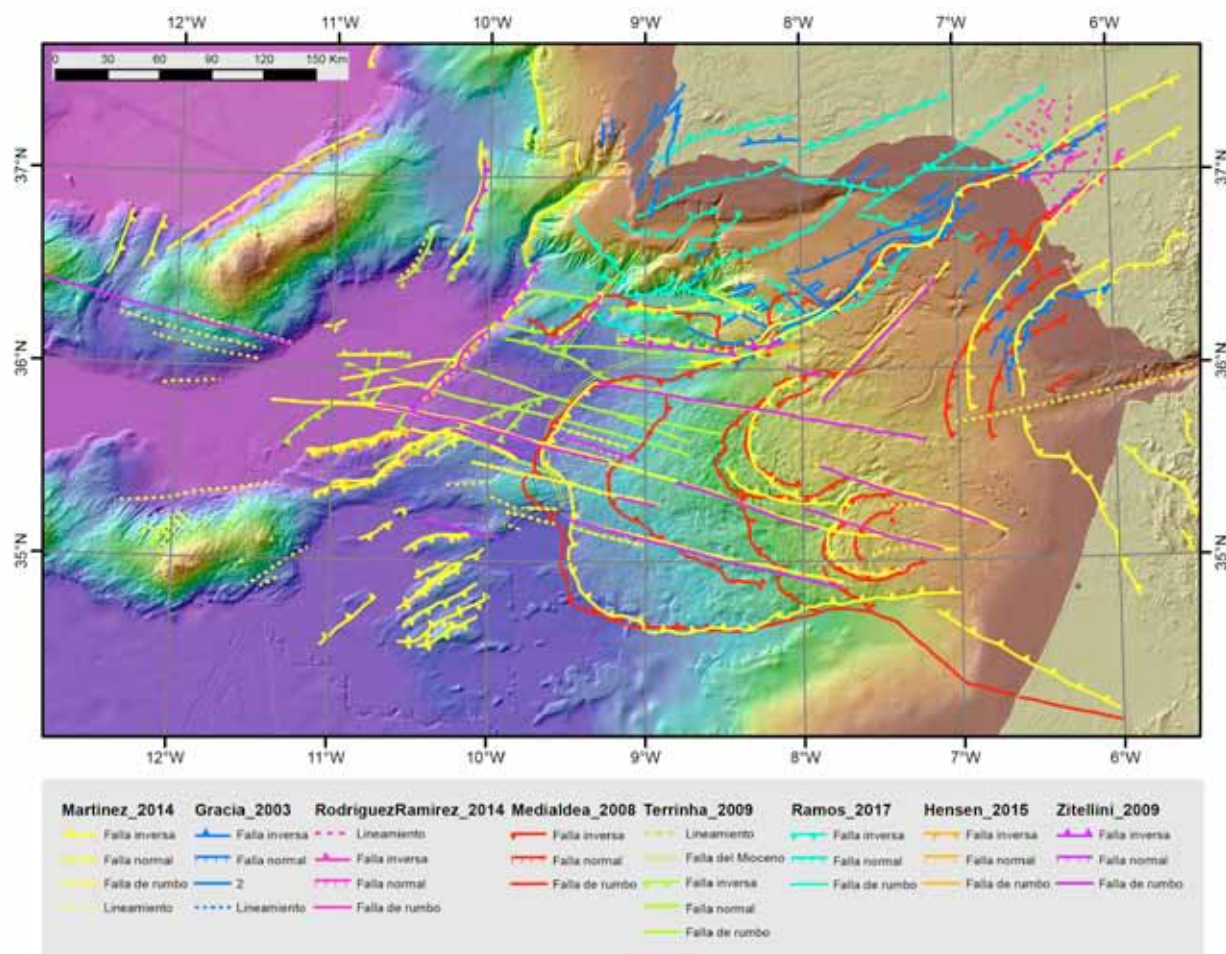 12°W 11°W 10°W 9°W 8°W 7°W 6°W
0 30 60 90 120 150 Km
37°N 37°N
36°N 36°N
35°N 35°N
12°W 11°W 10°W 9°W 8°W 7°W 6°W
Martinez_2014
Falla inversa
Falla normal
Falla de rumbo
Lineamiento
Gracia_2003
Falla inversa
Falla normal
2
Lineamiento
RodriguezRamirez_2014
Lineamiento
Falla inversa
Falla normal
Falla de rumbo
Medialdea_2008
Falla inversa
Falla normal
Falla de rumbo
Terrinha_2009
Lineamiento
Falla del Mioceno
Falla inversa
Falla normal
Falla de rumbo
Ramos_2017
Falla inversa
Falla normal
Falla de rumbo
Hensen_2015
Falla inversa
Falla normal
Falla de rumbo
Zitellini_2009
Falla inversa
Falla normal
Falla de rumbo